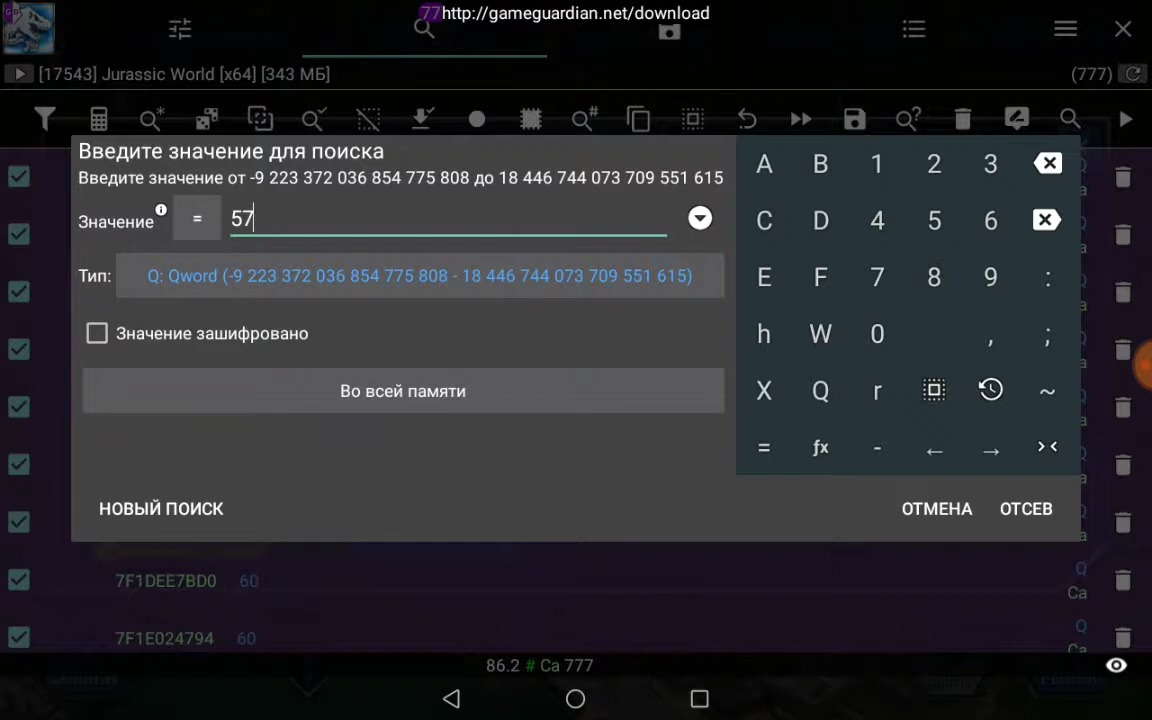 77http://gameguardian.net/download
[17543] Jurassic World [x64] [343 МБ]
(777)
Введите значение для поиска
Введите значение от -9 223 372 036 854 775 808 до 18 446 744 073 709 551 615
Значение
=
57
Тип:
Q: Qword (-9 223 372 036 854 775 808 - 18 446 744 073 709 551 615)
Значение зашифровано
Во всей памяти
НОВЫЙ ПОИСК
ОТМЕНА
ОТСЕВ
A B 1 2 3
C D 4 5 6
E F 7 8 9 :
h W 0 , ;
X Q r ~
= ƒx - ← → ><
7F1DEE7BD0 60
Q
Ca
7F1E024794 60
Q
Ca
86.2 # Ca 777